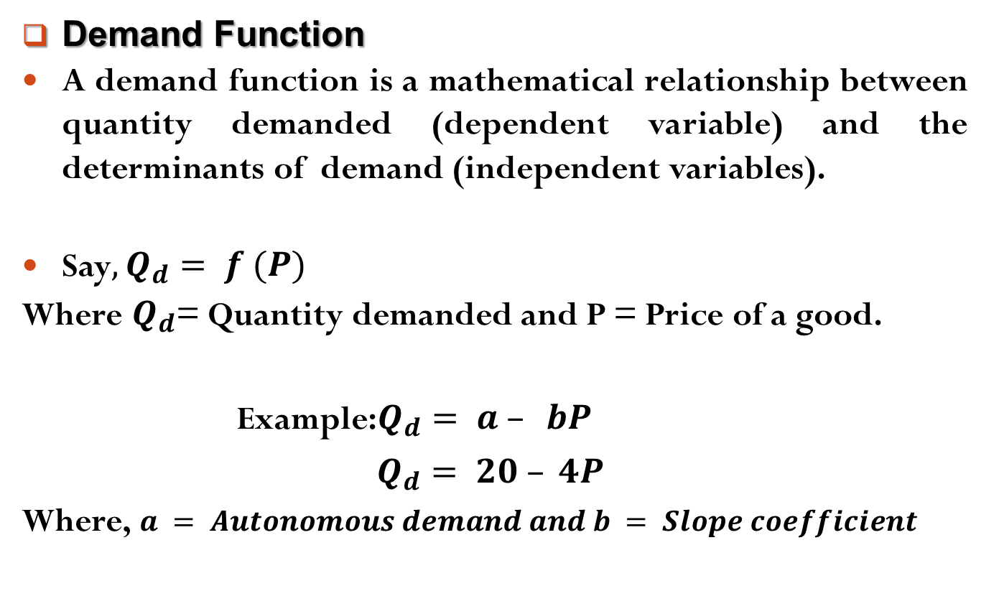 ❑ Demand Function
• A demand function is a mathematical relationship between
quantity demanded (dependent variable) and the
determinants of demand (independent variables).
• Say, Q_d = f (P)
Where Q_d= Quantity demanded and P = Price of a good.
Example:Q_d = a – bP
Q_d = 20 – 4P
Where, a = Autonomous demand and b = Slope coefficient